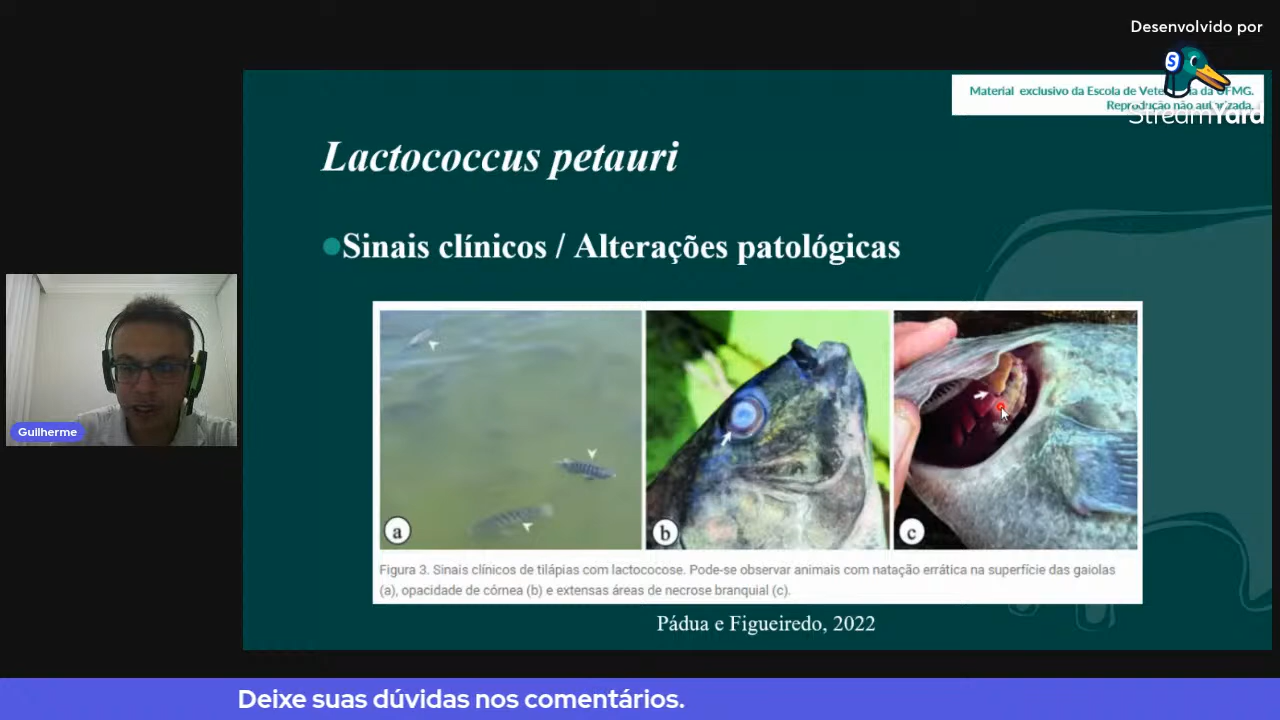 Desenvolvido por
StreamYard
Material exclusivo da Escola de Veterinária da UFMG.
Reprodução não autorizada.
Lactococcus petauri
Sinais clínicos / Alterações patológicas
a
b
c
Figura 3. Sinais clínicos de tilápias com lactococose. Pode-se observar animais com natação errática na superfície das gaiolas
(a), opacidade de córnea (b) e extensas áreas de necrose branquial (c).
Pádua e Figueiredo, 2022
Guilherme
Deixe suas dúvidas nos comentários.